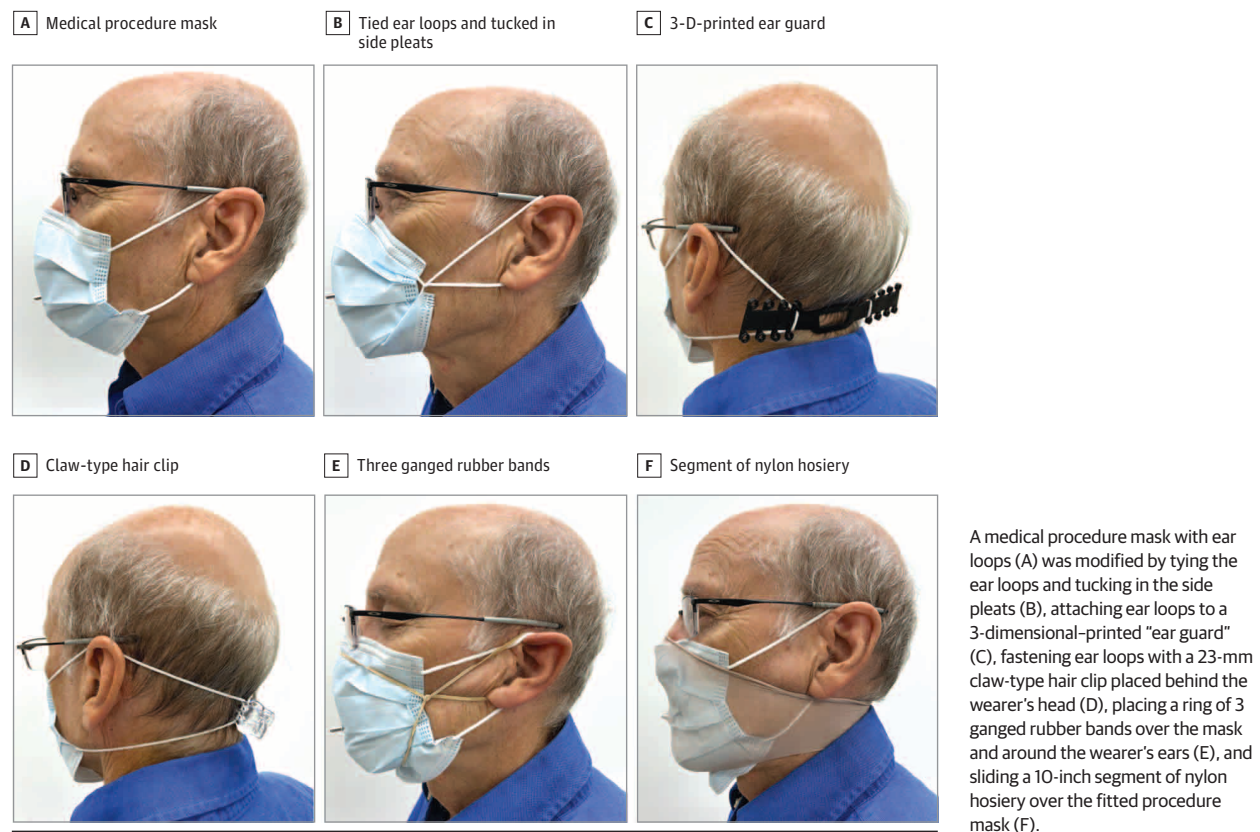 A Medical procedure mask
B Tied ear loops and tucked in
side pleats
C 3-D-printed ear guard
D Claw-type hair clip
E Three ganged rubber bands
F Segment of nylon hosiery
A medical procedure mask with ear
loops (A) was modified by tying the
ear loops and tucking in the side
pleats (B), attaching ear loops to a
3-dimensional–printed “ear guard”
(C), fastening ear loops with a 23-mm
claw-type hair clip placed behind the
wearer’s head (D), placing a ring of 3
ganged rubber bands over the mask
and around the wearer’s ears (E), and
sliding a 10-inch segment of nylon
hosiery over the fitted procedure
mask (F).